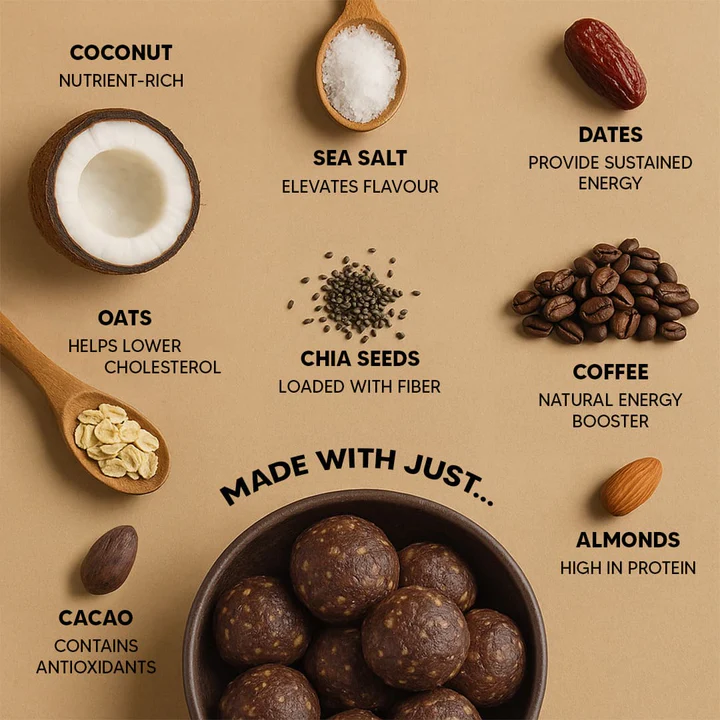 COCONUT
NUTRIENT-RICH
SEA SALT
ELEVATES FLAVOUR
DATES
PROVIDE SUSTAINED
ENERGY
OATS
HELPS LOWER
CHOLESTEROL
CHIA SEEDS
LOADED WITH FIBER
COFFEE
NATURAL ENERGY
BOOSTER
MADE WITH JUST...
ALMONDS
HIGH IN PROTEIN
CACAO
CONTAINS
ANTIOXIDANTS